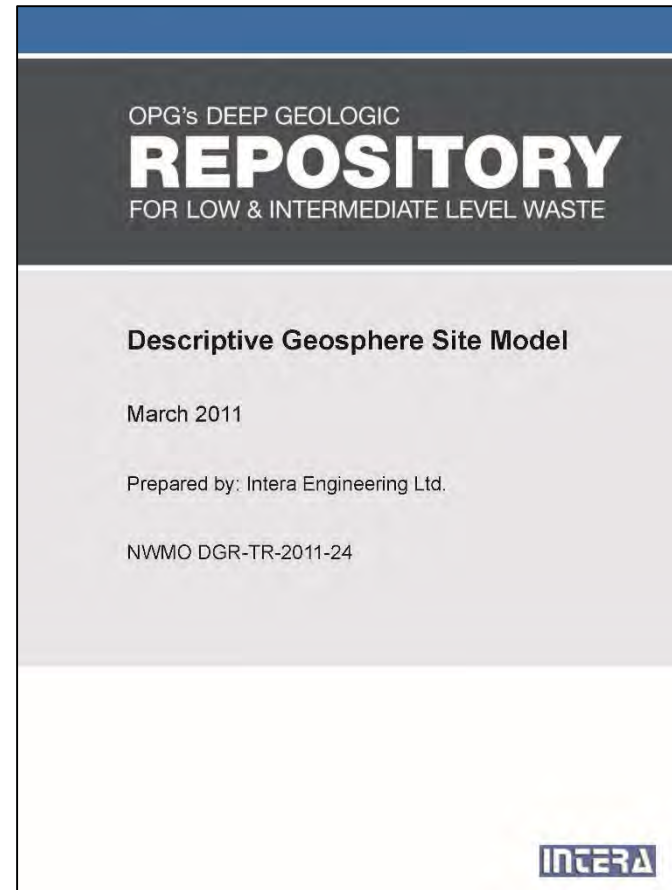 OPG's DEEP GEOLOGIC
REPOSITORY
FOR LOW & INTERMEDIATE LEVEL WASTE
Descriptive Geosphere Site Model
March 2011
Prepared by: Intera Engineering Ltd.
NWMO DGR-TR-2011-24
INTERA